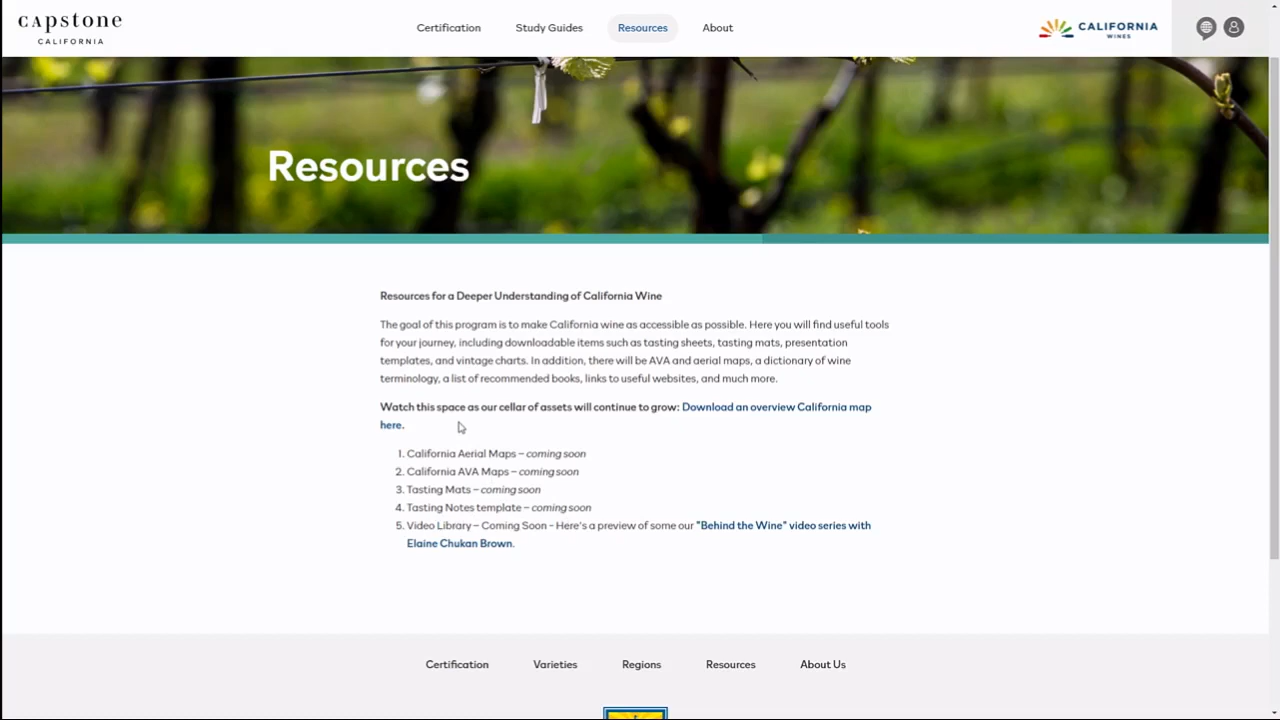 capstone
CALIFORNIA
Certification
Study Guides
Resources
About
CALIFORNIA
WINES
Resources
Resources for a Deeper Understanding of California Wine
The goal of this program is to make California wine as accessible as possible. Here you will find useful tools
for your journey, including downloadable items such as tasting sheets, tasting mats, presentation
templates, and vintage charts. In addition, there will be AVA and aerial maps, a dictionary of wine
terminology, a list of recommended books, links to useful websites, and much more.
Watch this space as our cellar of assets will continue to grow: Download an overview California map
here.
1. California Aerial Maps – coming soon
2. California AVA Maps – coming soon
3. Tasting Mats – coming soon
4. Tasting Notes template – coming soon
5. Video Library – Coming Soon - Here's a preview of some our "Behind the Wine" video series with
Elaine Chukan Brown.
Certification
Varieties
Regions
Resources
About Us